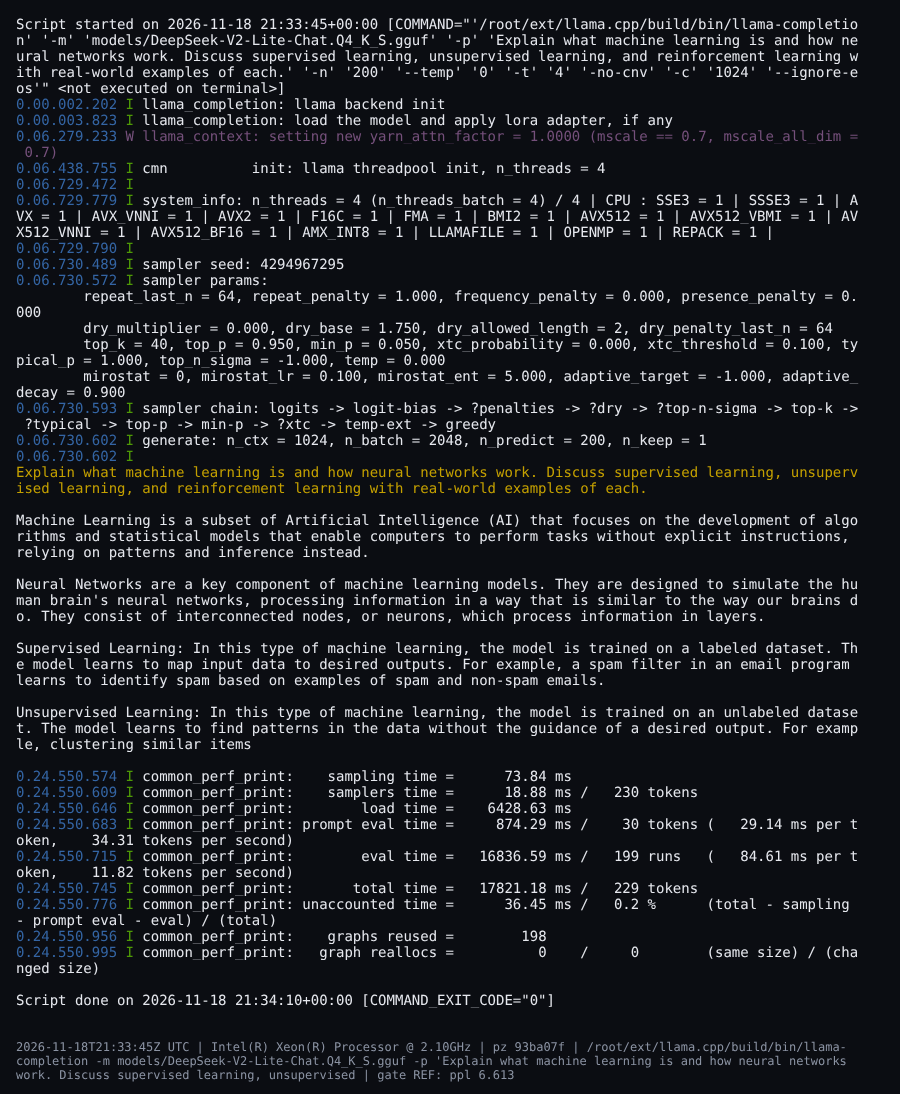 Script started on 2026-11-18 21:33:45+00:00 [COMMAND="'/root/ext/llama.cpp/build/bin/llama-completio
n' '-m' 'models/DeepSeek-V2-Lite-Chat.Q4_K_S.gguf' '-p' 'Explain what machine learning is and how ne
ural networks work. Discuss supervised learning, unsupervised learning, and reinforcement learning w
ith real-world examples of each.' '-n' '200' '--temp' '0' '-t' '4' '-no-cnv' '-c' '1024' '--ignore-e
os'" <not executed on terminal>]
0.00.002.202 I llama_completion: llama backend init
0.00.003.823 I llama_completion: load the model and apply lora adapter, if any
0.06.279.233 W llama_context: setting new yarn_attn_factor = 1.0000 (mscale == 0.7, mscale_all_dim =
 0.7)
0.06.438.755 I cmn          init: llama threadpool init, n_threads = 4
0.06.729.472 I
0.06.729.779 I system_info: n_threads = 4 (n_threads_batch = 4) / 4 | CPU : SSE3 = 1 | SSSE3 = 1 | A
VX = 1 | AVX_VNNI = 1 | AVX2 = 1 | F16C = 1 | FMA = 1 | BMI2 = 1 | AVX512 = 1 | AVX512_VBMI = 1 | AV
X512_VNNI = 1 | AVX512_BF16 = 1 | AMX_INT8 = 1 | LLAMAFILE = 1 | OPENMP = 1 | REPACK = 1 |
0.06.729.790 I
0.06.730.489 I sampler seed: 4294967295
0.06.730.572 I sampler params:
        repeat_last_n = 64, repeat_penalty = 1.000, frequency_penalty = 0.000, presence_penalty = 0.
000
        dry_multiplier = 0.000, dry_base = 1.750, dry_allowed_length = 2, dry_penalty_last_n = 64
        top_k = 40, top_p = 0.950, min_p = 0.050, xtc_probability = 0.000, xtc_threshold = 0.100, ty
pical_p = 1.000, top_n_sigma = -1.000, temp = 0.000
        mirostat = 0, mirostat_lr = 0.100, mirostat_ent = 5.000, adaptive_target = -1.000, adaptive_
decay = 0.900
0.06.730.593 I sampler chain: logits -> logit-bias -> ?penalties -> ?dry -> ?top-n-sigma -> top-k ->
 ?typical -> top-p -> min-p -> ?xtc -> temp-ext -> greedy
0.06.730.602 I generate: n_ctx = 1024, n_batch = 2048, n_predict = 200, n_keep = 1
0.06.730.602 I
Explain what machine learning is and how neural networks work. Discuss supervised learning, unsuperv
ised learning, and reinforcement learning with real-world examples of each.

Machine Learning is a subset of Artificial Intelligence (AI) that focuses on the development of algo
rithms and statistical models that enable computers to perform tasks without explicit instructions,
relying on patterns and inference instead.

Neural Networks are a key component of machine learning models. They are designed to simulate the hu
man brain's neural networks, processing information in a way that is similar to the way our brains d
o. They consist of interconnected nodes, or neurons, which process information in layers.

Supervised Learning: In this type of machine learning, the model is trained on a labeled dataset. Th
e model learns to map input data to desired outputs. For example, a spam filter in an email program
learns to identify spam based on examples of spam and non-spam emails.

Unsupervised Learning: In this type of machine learning, the model is trained on an unlabeled datase
t. The model learns to find patterns in the data without the guidance of a desired output. For examp
le, clustering similar items

0.24.550.574 I common_perf_print:    sampling time =      73.84 ms
0.24.550.609 I common_perf_print:    samplers time =      18.88 ms /   230 tokens
0.24.550.646 I common_perf_print:        load time =    6428.63 ms
0.24.550.683 I common_perf_print: prompt eval time =     874.29 ms /    30 tokens (   29.14 ms per t
oken,    34.31 tokens per second)
0.24.550.715 I common_perf_print:        eval time =   16836.59 ms /   199 runs   (   84.61 ms per t
oken,    11.82 tokens per second)
0.24.550.745 I common_perf_print:       total time =   17821.18 ms /   229 tokens
0.24.550.776 I common_perf_print: unaccounted time =      36.45 ms /   0.2 %      (total - sampling
- prompt eval - eval) / (total)
0.24.550.956 I common_perf_print:    graphs reused =        198
0.24.550.995 I common_perf_print:   graph reallocs =          0    /     0        (same size) / (cha
nged size)

Script done on 2026-11-18 21:34:10+00:00 [COMMAND_EXIT_CODE="0"]

2026-11-18T21:33:45Z UTC | Intel(R) Xeon(R) Processor @ 2.10GHz | pz 93ba07f | /root/ext/llama.cpp/build/bin/llama-
completion -m models/DeepSeek-V2-Lite-Chat.Q4_K_S.gguf -p 'Explain what machine learning is and how neural networks
work. Discuss supervised learning, unsupervised | gate REF: ppl 6.613